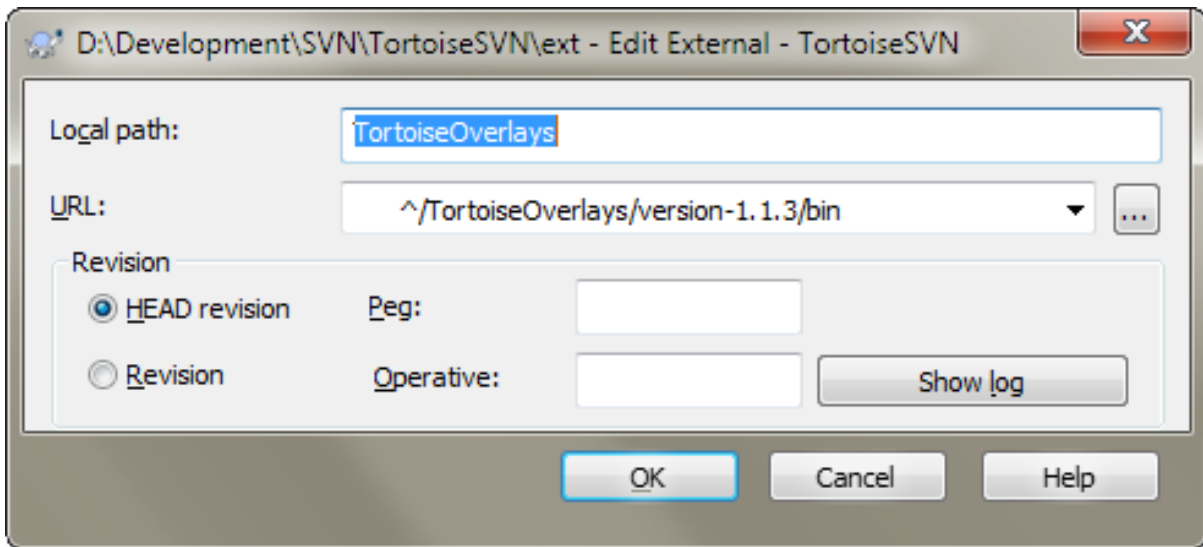 D:\Development\SVN\TortoiseSVN\ext - Edit External - TortoiseSVN
Local path: TortoiseOverlays
URL: ^/TortoiseOverlays/version-1.1.3/bin ...
Revision
HEAD revision Peg:
Revision Operative: Show log
OK Cancel Help